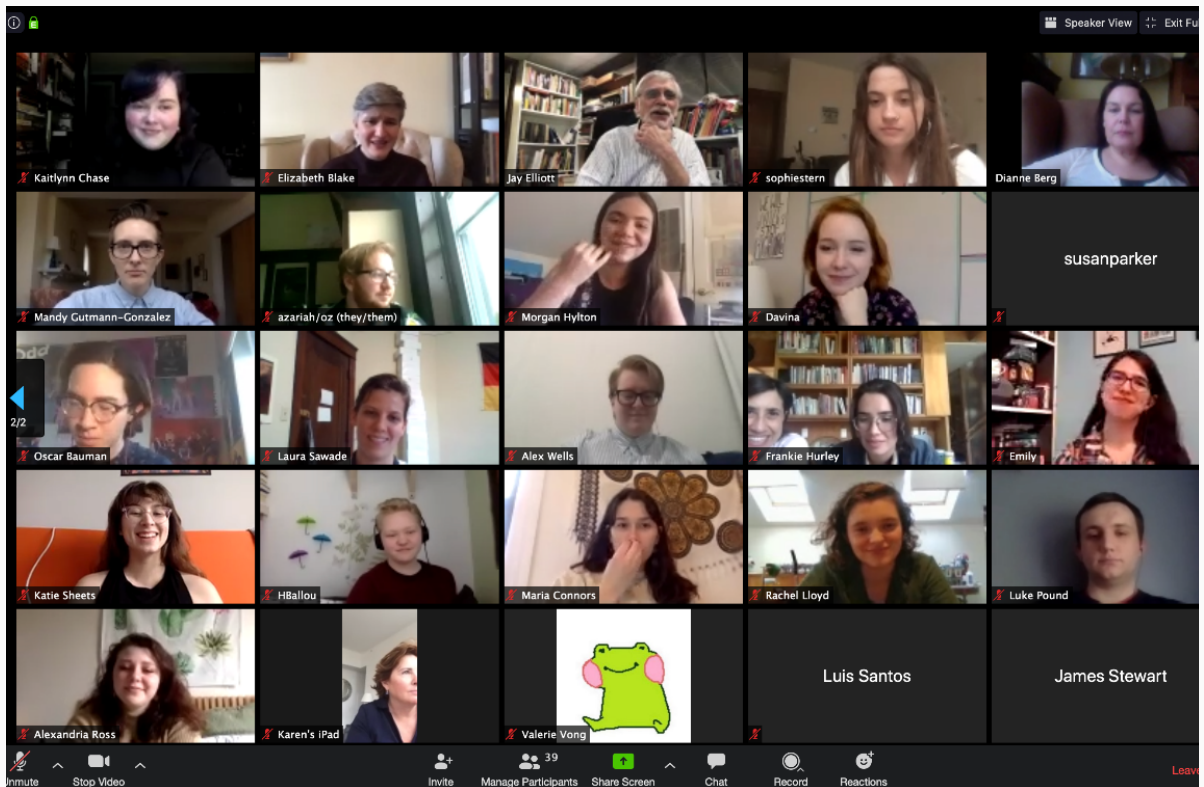 Speaker View
Exit Ful
Kaitlynn Chase
Elizabeth Blake
Jay Elliott
sophiestern
Dianne Berg
Mandy Gutmann-Gonzalez
azariah/oz (they/them)
Morgan Hylton
Davina
susanparker
2/2
Oscar Bauman
Laura Sawade
Alex Wells
Frankie Hurley
Emily
Katie Sheets
HBallou
Maria Connors
Rachel Lloyd
Luke Pound
Alexandria Ross
Karen's iPad
Valerie Vong
Luis Santos
James Stewart
Unmute
Stop Video
Invite
Manage Participants
39
Share Screen
Chat
Record
Reactions
Leave